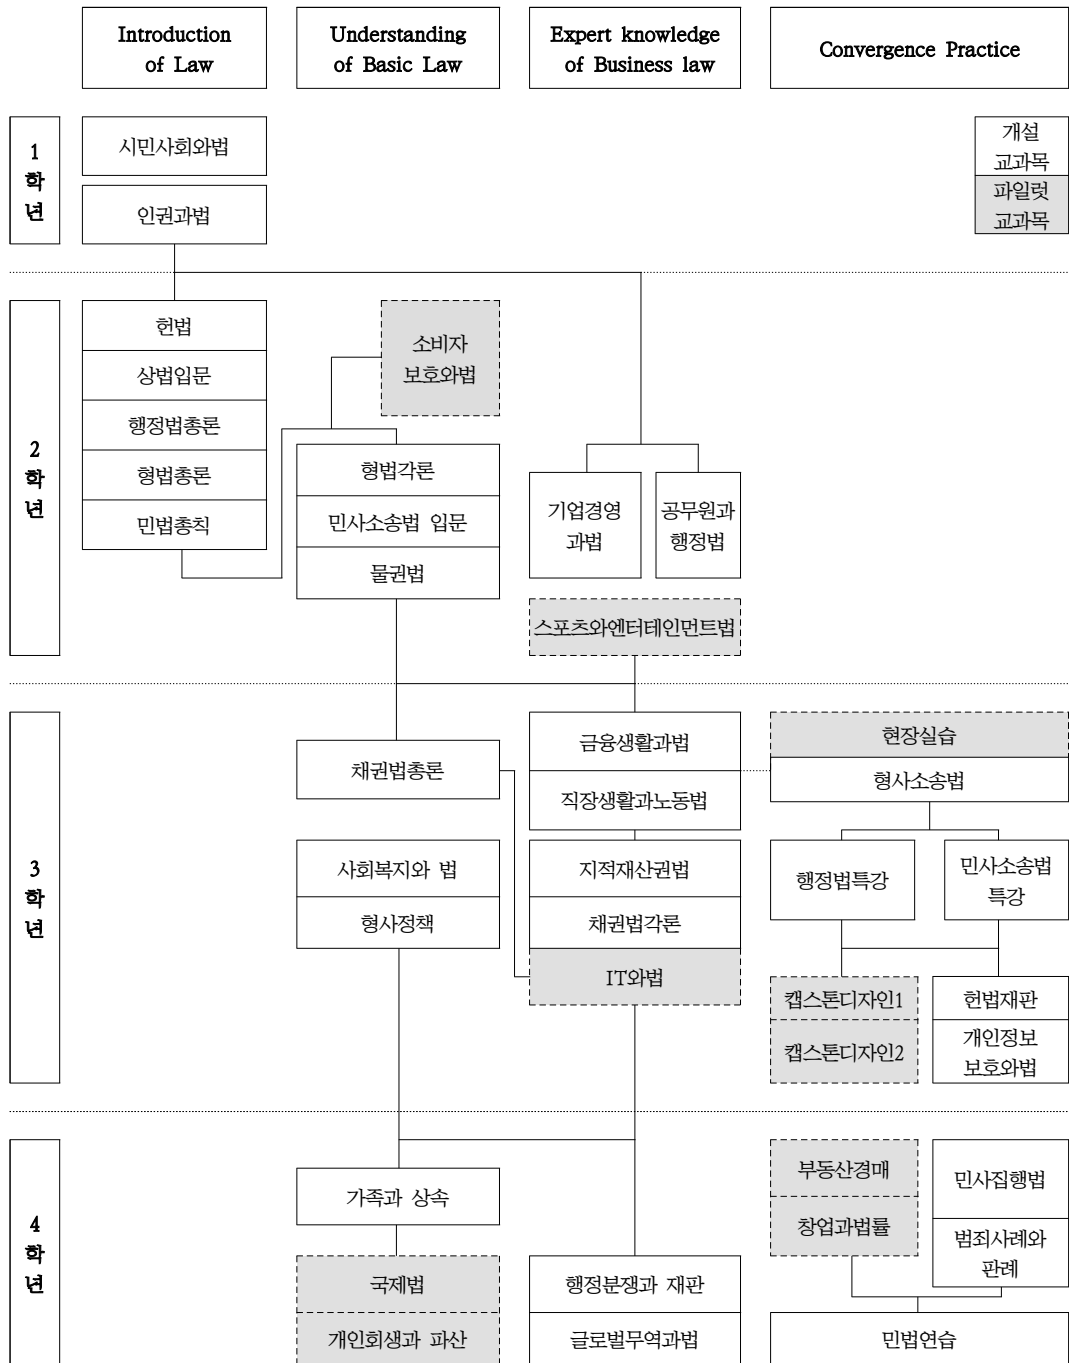 Introduction
of Law
Understanding
of Basic Law
Expert knowledge
of Business law
Convergence Practice
1
학
년
시민사회와법
인권과법
개설
교과목
파일럿
교과목
2
학
년
헌법
상법입문
행정법총론
형법총론
민법총칙
소비자
보호와법
형법각론
민사소송법 입문
물권법
기업경영
과법
공무원과
행정법
스포츠와엔터테인먼트법
3
학
년
채권법총론
사회복지와 법
형사정책
금융생활과법
직장생활과노동법
지적재산권법
채권법각론
IT와법
현장실습
형사소송법
행정법특강
민사소송법
특강
캡스톤디자인1
캡스톤디자인2
헌법재판
개인정보
보호와법
4
학
년
가족과 상속
국제법
개인회생과 파산
행정분쟁과 재판
글로벌무역과법
부동산경매
창업과법률
민사집행법
범죄사례와
판례
민법연습